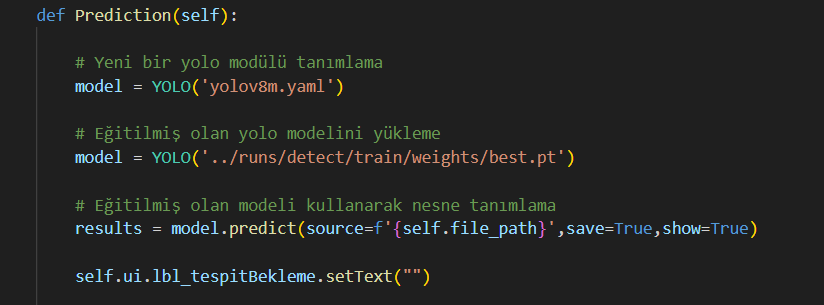 def Prediction(self):
# Yeni bir yolo modülü tanımlama
model = YOLO('yolov8m.yaml')
# Eğitilmiş olan yolo modelini yükleme
model = YOLO('../runs/detect/train/weights/best.pt')
# Eğitilmiş olan modeli kullanarak nesne tanımlama
results = model.predict(source=f'{self.file_path}',save=True,show=True)
self.ui.lbl_tespitBekleme.setText("")